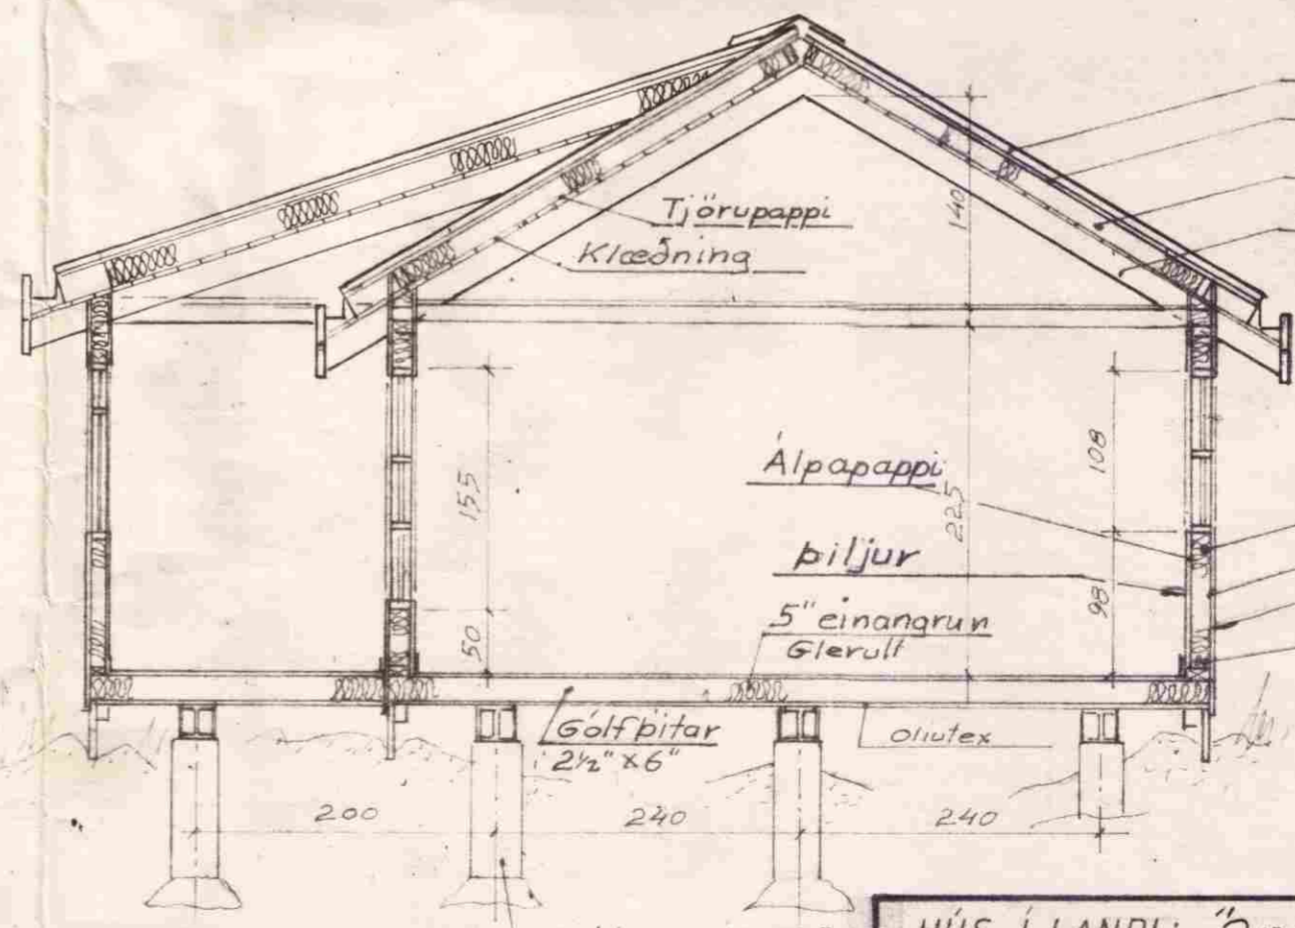 Tjörupappi
Klæðning
140
155
50
Álpapappi
225
108
98
þiljur
5" einangrun
Glerull
Gólfbitar
2½" x 6"
Olíutex
200
240
240
HÚS Í LANDI: